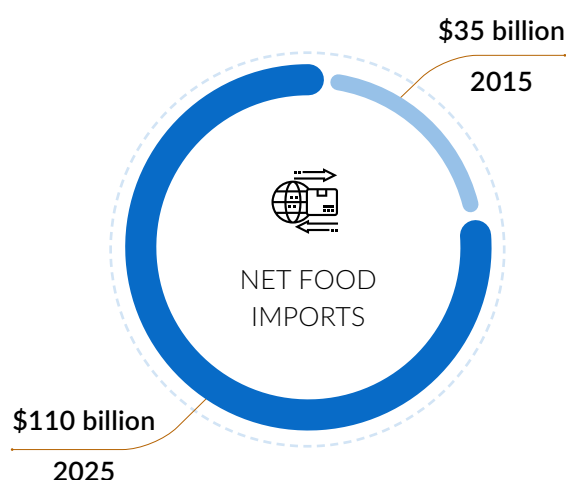 $35 billion
2015
NET FOOD
IMPORTS
$110 billion
2025